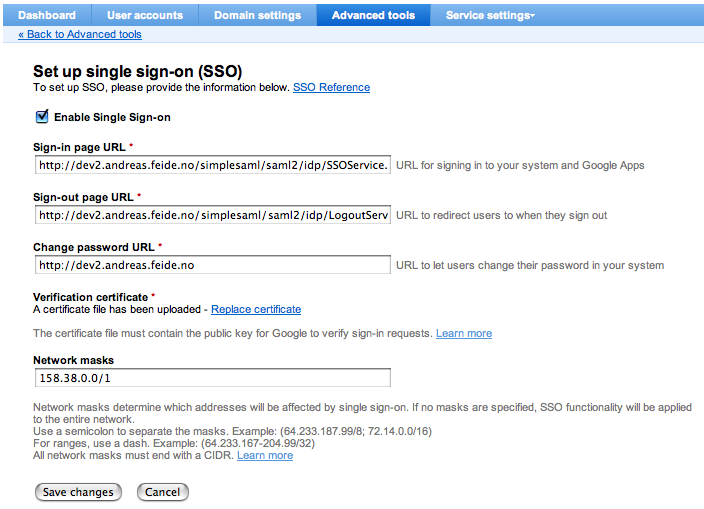 Dashboard User accounts Domain settings Advanced tools Service settings
« Back to Advanced tools
Set up single sign-on (SSO)
To set up SSO, please provide the information below. SSO Reference
Enable Single Sign-on
Sign-in page URL *
http://dev2.andreas.feide.no/simplesaml/saml2/idp/SSOService. URL for signing in to your system and Google Apps
Sign-out page URL *
http://dev2.andreas.feide.no/simplesaml/saml2/idp/LogoutServ URL to redirect users to when they sign out
Change password URL *
http://dev2.andreas.feide.no URL to let users change their password in your system
Verification certificate *
A certificate file has been uploaded - Replace certificate
The certificate file must contain the public key for Google to verify sign-in requests. Learn more
Network masks
158.38.0.0/1
Network masks determine which addresses will be affected by single sign-on. If no masks are specified, SSO functionality will be applied
to the entire network.
Use a semicolon to separate the masks. Example: (64.233.187.99/8; 72.14.0.0/16)
For ranges, use a dash. Example: (64.233.167-204.99/32)
All network masks must end with a CIDR. Learn more
Save changes Cancel